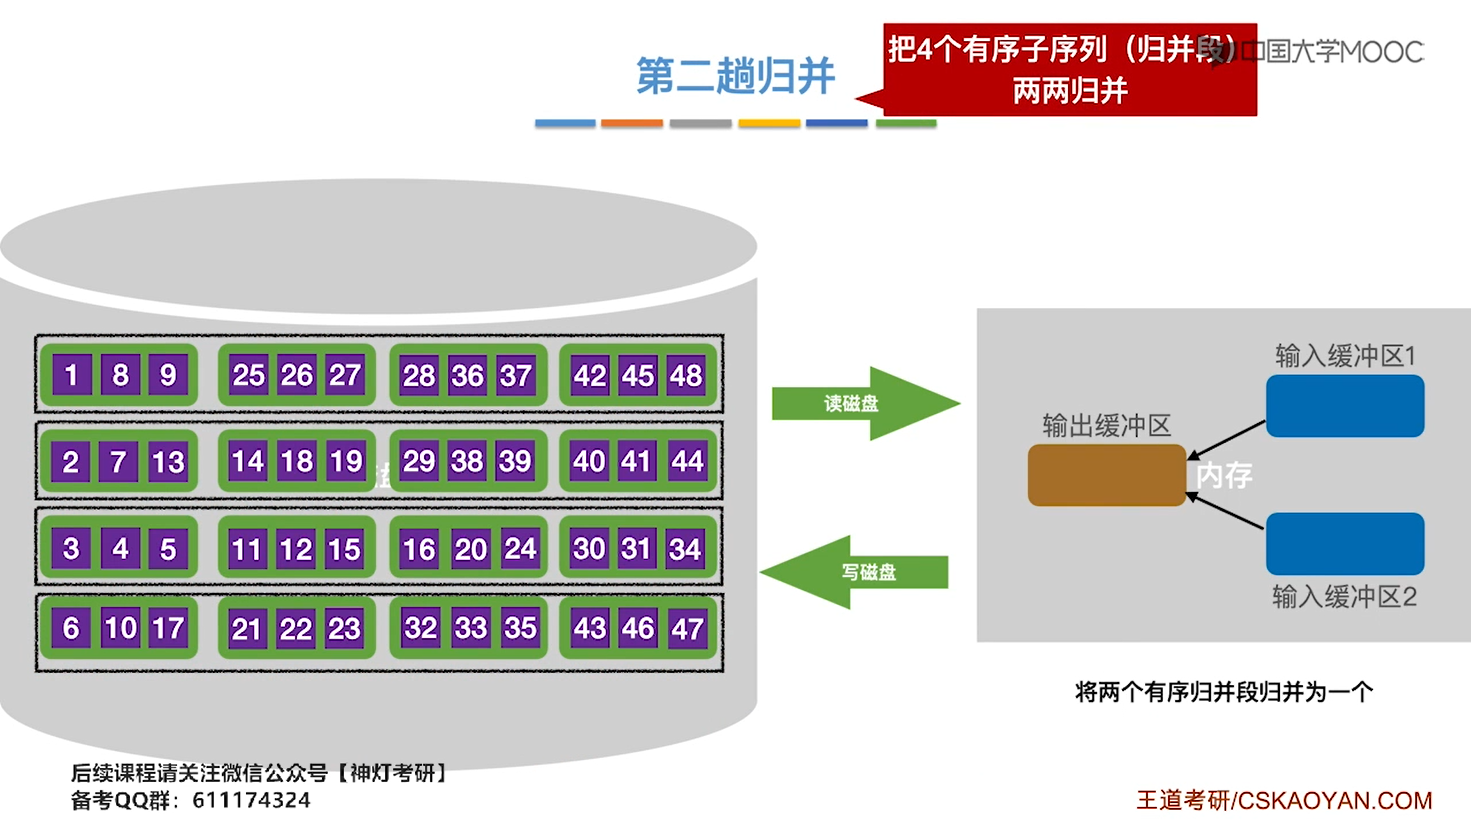 第二趟归并
把4个有序子序列（归并段）
两两归并
中国大学MOOC
1 8 9 25 26 27 28 36 37 42 45 48
2 7 13 14 18 19 29 38 39 40 41 44
3 4 5 11 12 15 16 20 24 30 31 34
6 10 17 21 22 23 32 33 35 43 46 47
读磁盘
写磁盘
输入缓冲区1
输出缓冲区
内存
输入缓冲区2
将两个有序归并段归并为一个
后续课程请关注微信公众号【神灯考研】
备考QQ群：611174324
王道考研/CSKAOYAN.COM